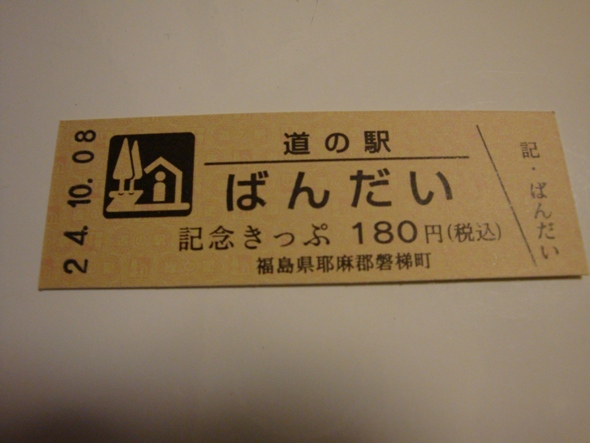 24.10.08
道の駅
ばんだい
記念きっぷ 180円(税込)
福島県耶麻郡磐梯町
記・ばんだい